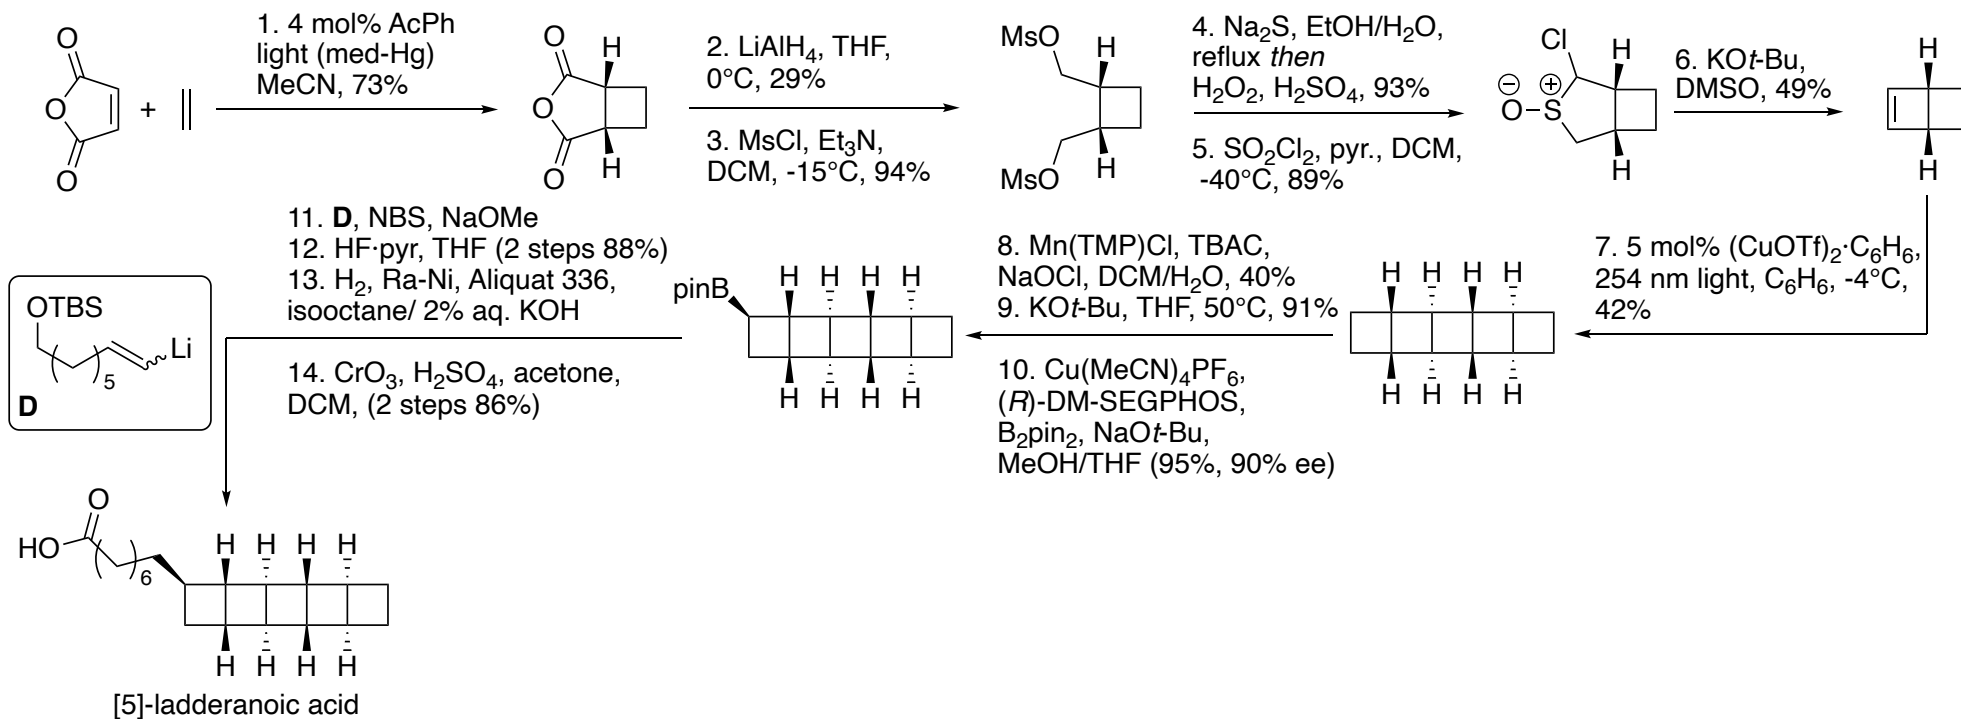 1. 4 mol% AcPh
light (med-Hg)
MeCN, 73%
O
O
O
+
O
O
O
H
H
2. LiAlH₄, THF,
0°C, 29%
3. MsCl, Et₃N,
DCM, -15°C, 94%
MsO
MsO
H
H
4. Na₂S, EtOH/H₂O,
reflux then
H₂O₂, H₂SO₄, 93%
5. SO₂Cl₂, pyr., DCM,
-40°C, 89%
Cl
⊖
O
⊕
S
H
H
6. KOt-Bu,
DMSO, 49%
H
H
7. 5 mol% (CuOTf)₂·C₆H₆,
254 nm light, C₆H₆, -4°C,
42%
H H H H
H H H H
8. Mn(TMP)Cl, TBAC,
NaOCl, DCM/H₂O, 40%
9. KOt-Bu, THF, 50°C, 91%
10. Cu(MeCN)₄PF₆,
(R)-DM-SEGPHOS,
B₂pin₂, NaOt-Bu,
MeOH/THF (95%, 90% ee)
pinB
H H H H
H H H H
11. D, NBS, NaOMe
12. HF·pyr, THF (2 steps 88%)
13. H₂, Ra-Ni, Aliquat 336,
isooctane/ 2% aq. KOH
14. CrO₃, H₂SO₄, acetone,
DCM, (2 steps 86%)
OTBS
Li
( )₅
D
O
HO
( )₆
H H H H
H H H H
[5]-ladderanoic acid